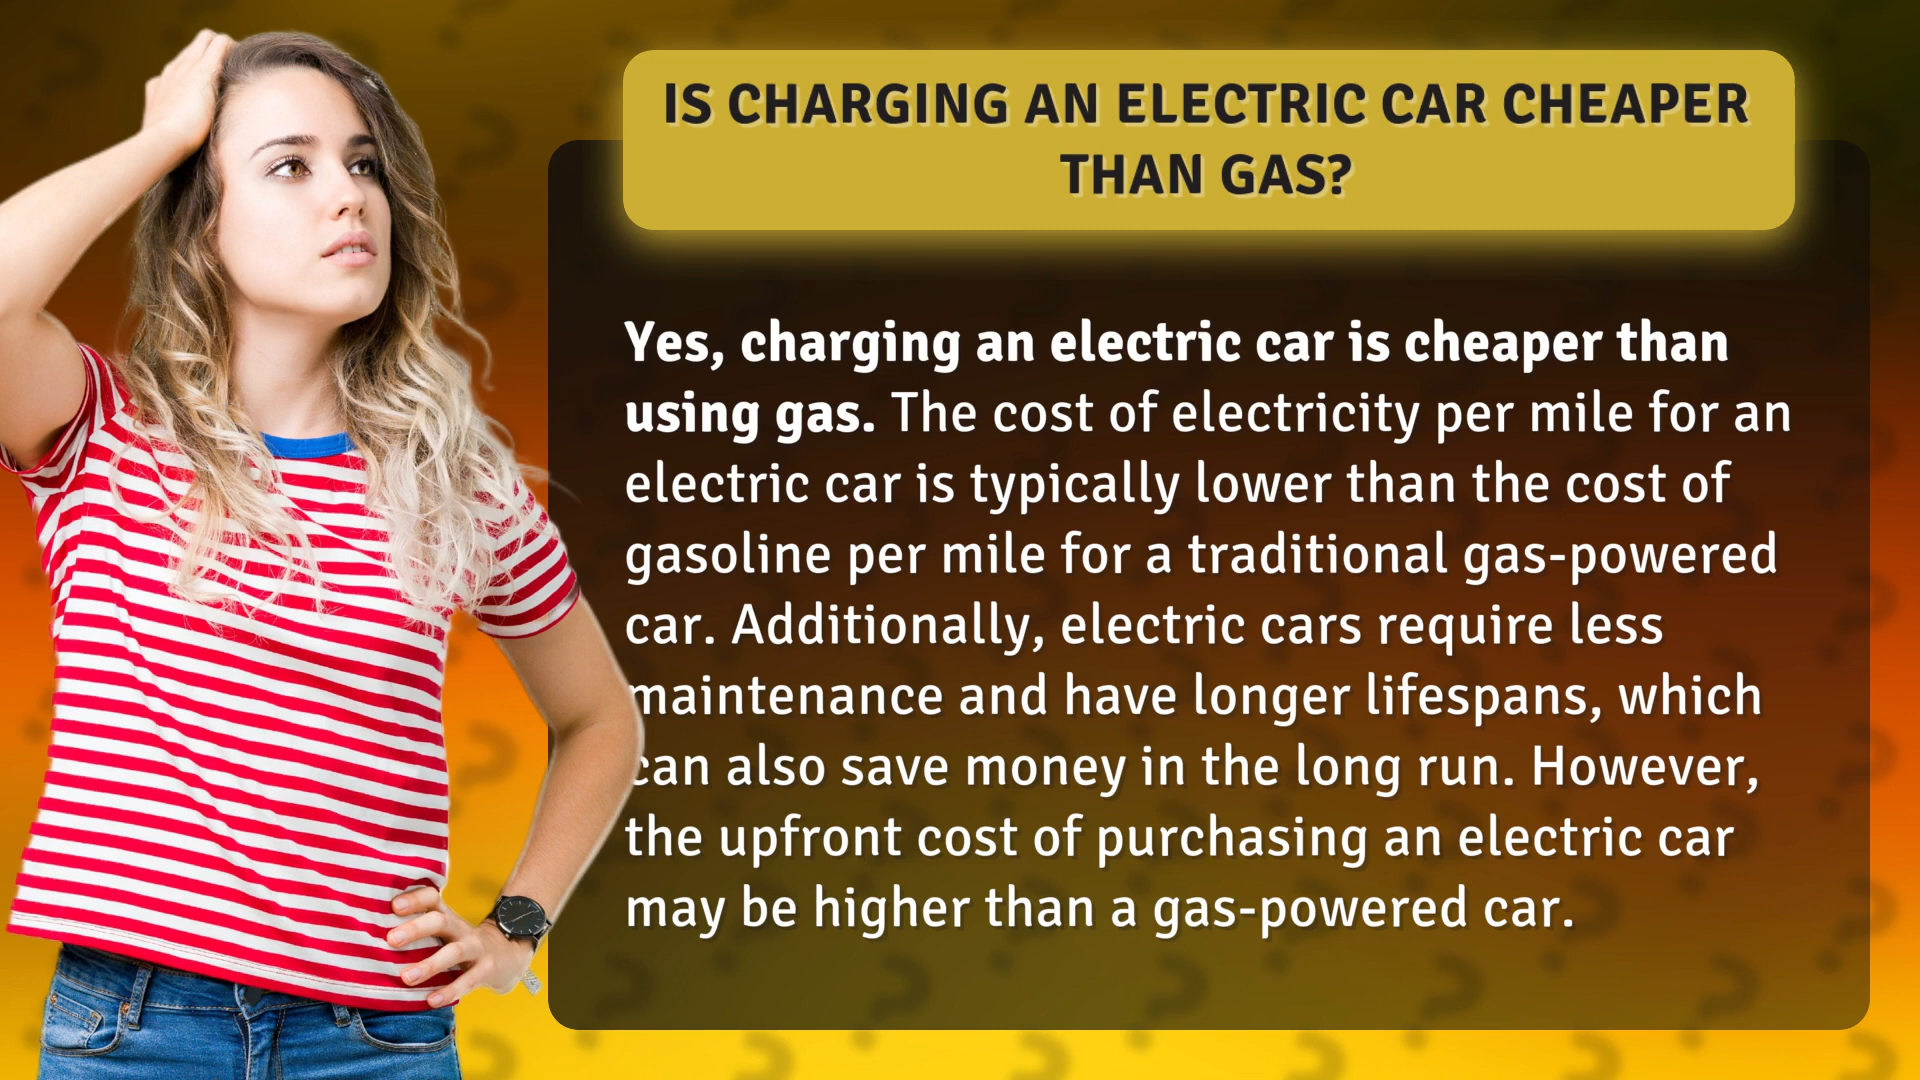 IS CHARGING AN ELECTRIC CAR CHEAPER
THAN GAS?
Yes, charging an electric car is cheaper than
using gas. The cost of electricity per mile for an
electric car is typically lower than the cost of
gasoline per mile for a traditional gas-powered
car. Additionally, electric cars require less
maintenance and have longer lifespans, which
can also save money in the long run. However,
the upfront cost of purchasing an electric car
may be higher than a gas-powered car.